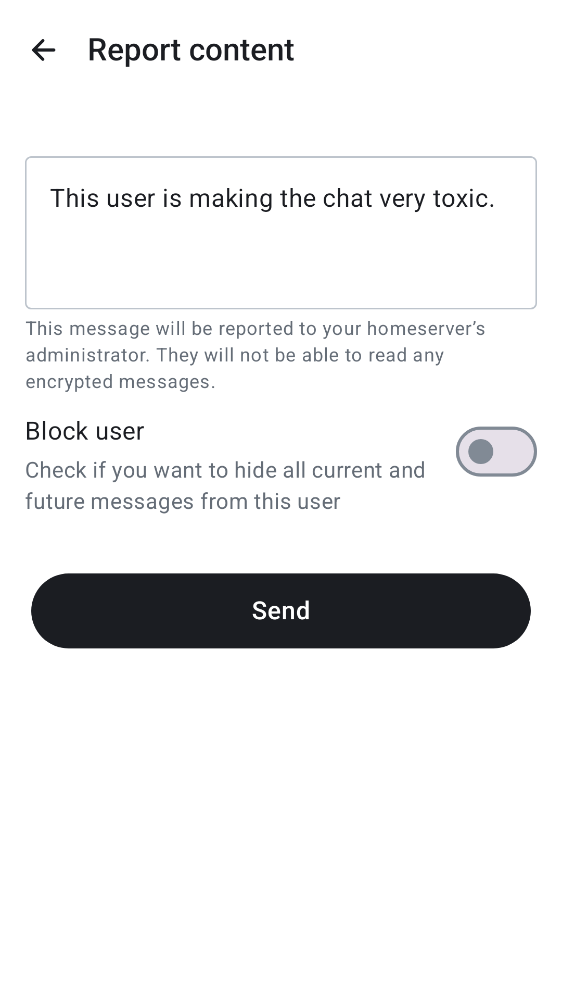 Report content
This user is making the chat very toxic.
This message will be reported to your homeserver’s
administrator. They will not be able to read any
encrypted messages.
Block user
Check if you want to hide all current and
future messages from this user
Send